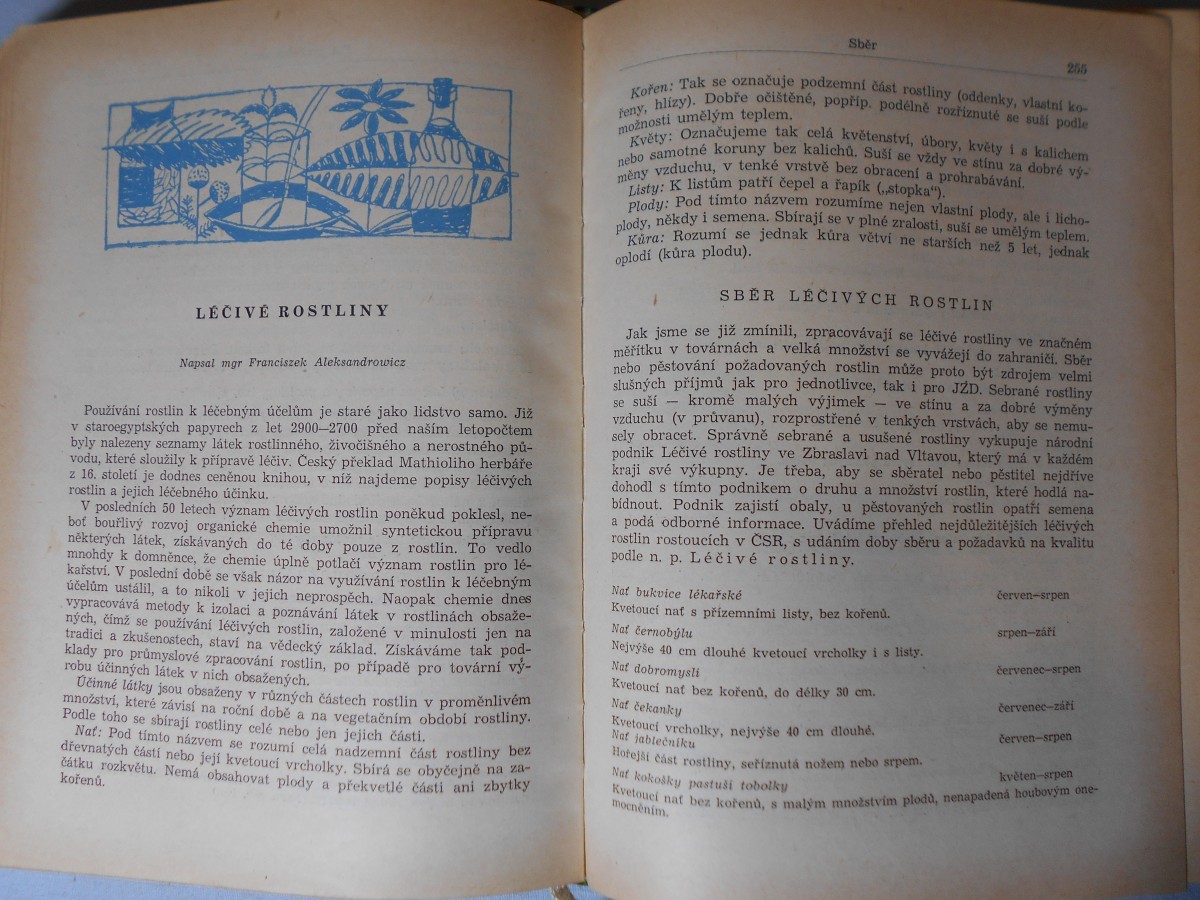 LÉČIVÉ ROSTLINY
Napsal mgr Franciszek Aleksandrowicz
Používání rostlin k léčebným účelům je staré jako lidstvo samo. Již
v staroegyptských papyrech z let 2900—2700 před naším letopočtem
byly nalezeny seznamy látek rostlinného, živočišného a nerostného pů-
vodu, které sloužily k přípravě léčiv. Český překlad Mathioliho herbáře
z 16. století je dodnes ceněnou knihou, v níž najdeme popisy léčivých
rostlin a jejich léčebného účinku.
V posledních 50 letech význam léčivých rostlin poněkud poklesl, ne-
boť bouřlivý rozvoj organické chemie umožnil syntetickou přípravu
některých látek, získávaných do té doby pouze z rostlin. To vedlo
mnohdy k domněnce, že chemie úplně potlačí význam rostlin pro lé-
kařství. V poslední době se však názor na využívání rostlin k léčebným
účelům ustálil, a to nikoli v jejich neprospěch. Naopak chemie dnes
vypracovává metody k izolaci a poznávání látek v rostlinách obsaže-
ných, čímž se používání léčivých rostlin, založené v minulosti jen na
tradici a zkušenostech, staví na vědecký základ. Získáváme tak pod-
klady pro průmyslové zpracování rostlin, po případě pro tovární vý-
robu účinných látek v nich obsažených.
Účinné látky jsou obsaženy v různých částech rostlin v proměnlivém
množství, které závisí na roční době a na vegetačním období rostliny.
Podle toho se sbírají rostliny celé nebo jen jejich části.
Nať: Pod tímto názvem se rozumí celá nadzemní část rostliny bez
dřevnatých částí nebo její kvetoucí vrcholky. Sbírá se obyčejně na za-
čátku rozkvětu. Nemá obsahovat plody a překvetlé části ani zbytky
kořenů.
Sběr
255
Kořen: Tak se označuje podzemní část rostliny (oddenky, vlastní ko-
řeny, hlízy). Dobře očištěné, popříp. podélně rozříznuté se suší podle
možnosti umělým teplem.
Květy: Označujeme tak celá květenství, úbory, květy i s kalichem
nebo samotné koruny bez kalichů. Suší se vždy ve stínu za dobré vý-
měny vzduchu, v tenké vrstvě bez obracení a prohrabávání.
Listy: K listům patří čepel a řapík („stopka“).
Plody: Pod tímto názvem rozumíme nejen vlastní plody, ale i licho-
plody, někdy i semena. Sbírají se v plné zralosti, suší se umělým teplem.
Kůra: Rozumí se jednak kůra větví ne starších než 5 let, jednak
oplodí (kůra plodu).
SBĚR LÉČIVÝCH ROSTLIN
Jak jsme se již zmínili, zpracovávají se léčivé rostliny ve značném
měřítku v továrnách a velká množství se vyvážejí do zahraničí. Sběr
nebo pěstování požadovaných rostlin může proto být zdrojem velmi
slušných příjmů jak pro jednotlivce, tak i pro JZD. Sebrané rostliny
se suší — kromě malých výjimek — ve stínu a za dobré výměny
vzduchu (v průvanu), rozprostřené v tenkých vrstvách, aby se nemu-
sely obracet. Správně sebrané a usušené rostliny vykupuje národní
podnik Léčivé rostliny ve Zbraslavi nad Vltavou, který má v každém
kraji své výkupny. Je třeba, aby se sběratel nebo pěstitel nejdříve
dohodl s tímto podnikem o druhu a množství rostlin, které hodlá na-
bídnout. Podnik zajistí obaly, u pěstovaných rostlin opatří semena
a podá odborné informace. Uvádíme přehled nejdůležitějších léčivých
rostlin rostoucích v ČSR, s udáním doby sběru a požadavků na kvalitu
podle n. p. Léčivé rostliny.
Nať bukvice lékařské červen—srpen
Kvetoucí nať s přízemními listy, bez kořenů.
Nať černobýlu srpen—září
Nejvýše 40 cm dlouhé kvetoucí vrcholky i s listy.
Nať dobromysli červenec—srpen
Kvetoucí nať bez kořenů, do délky 30 cm.
Nať čekanky červenec—září
Kvetoucí vrcholky, nejvýše 40 cm dlouhé.
Nať jablečníku červen—srpen
Hořejší část rostliny, seříznutá nožem nebo srpem.
Nať kokošky pastuší tobolky květen—srpen
Kvetoucí nať bez kořenů, s malým množstvím plodů, nenapadená houbovým one-
mocněním.